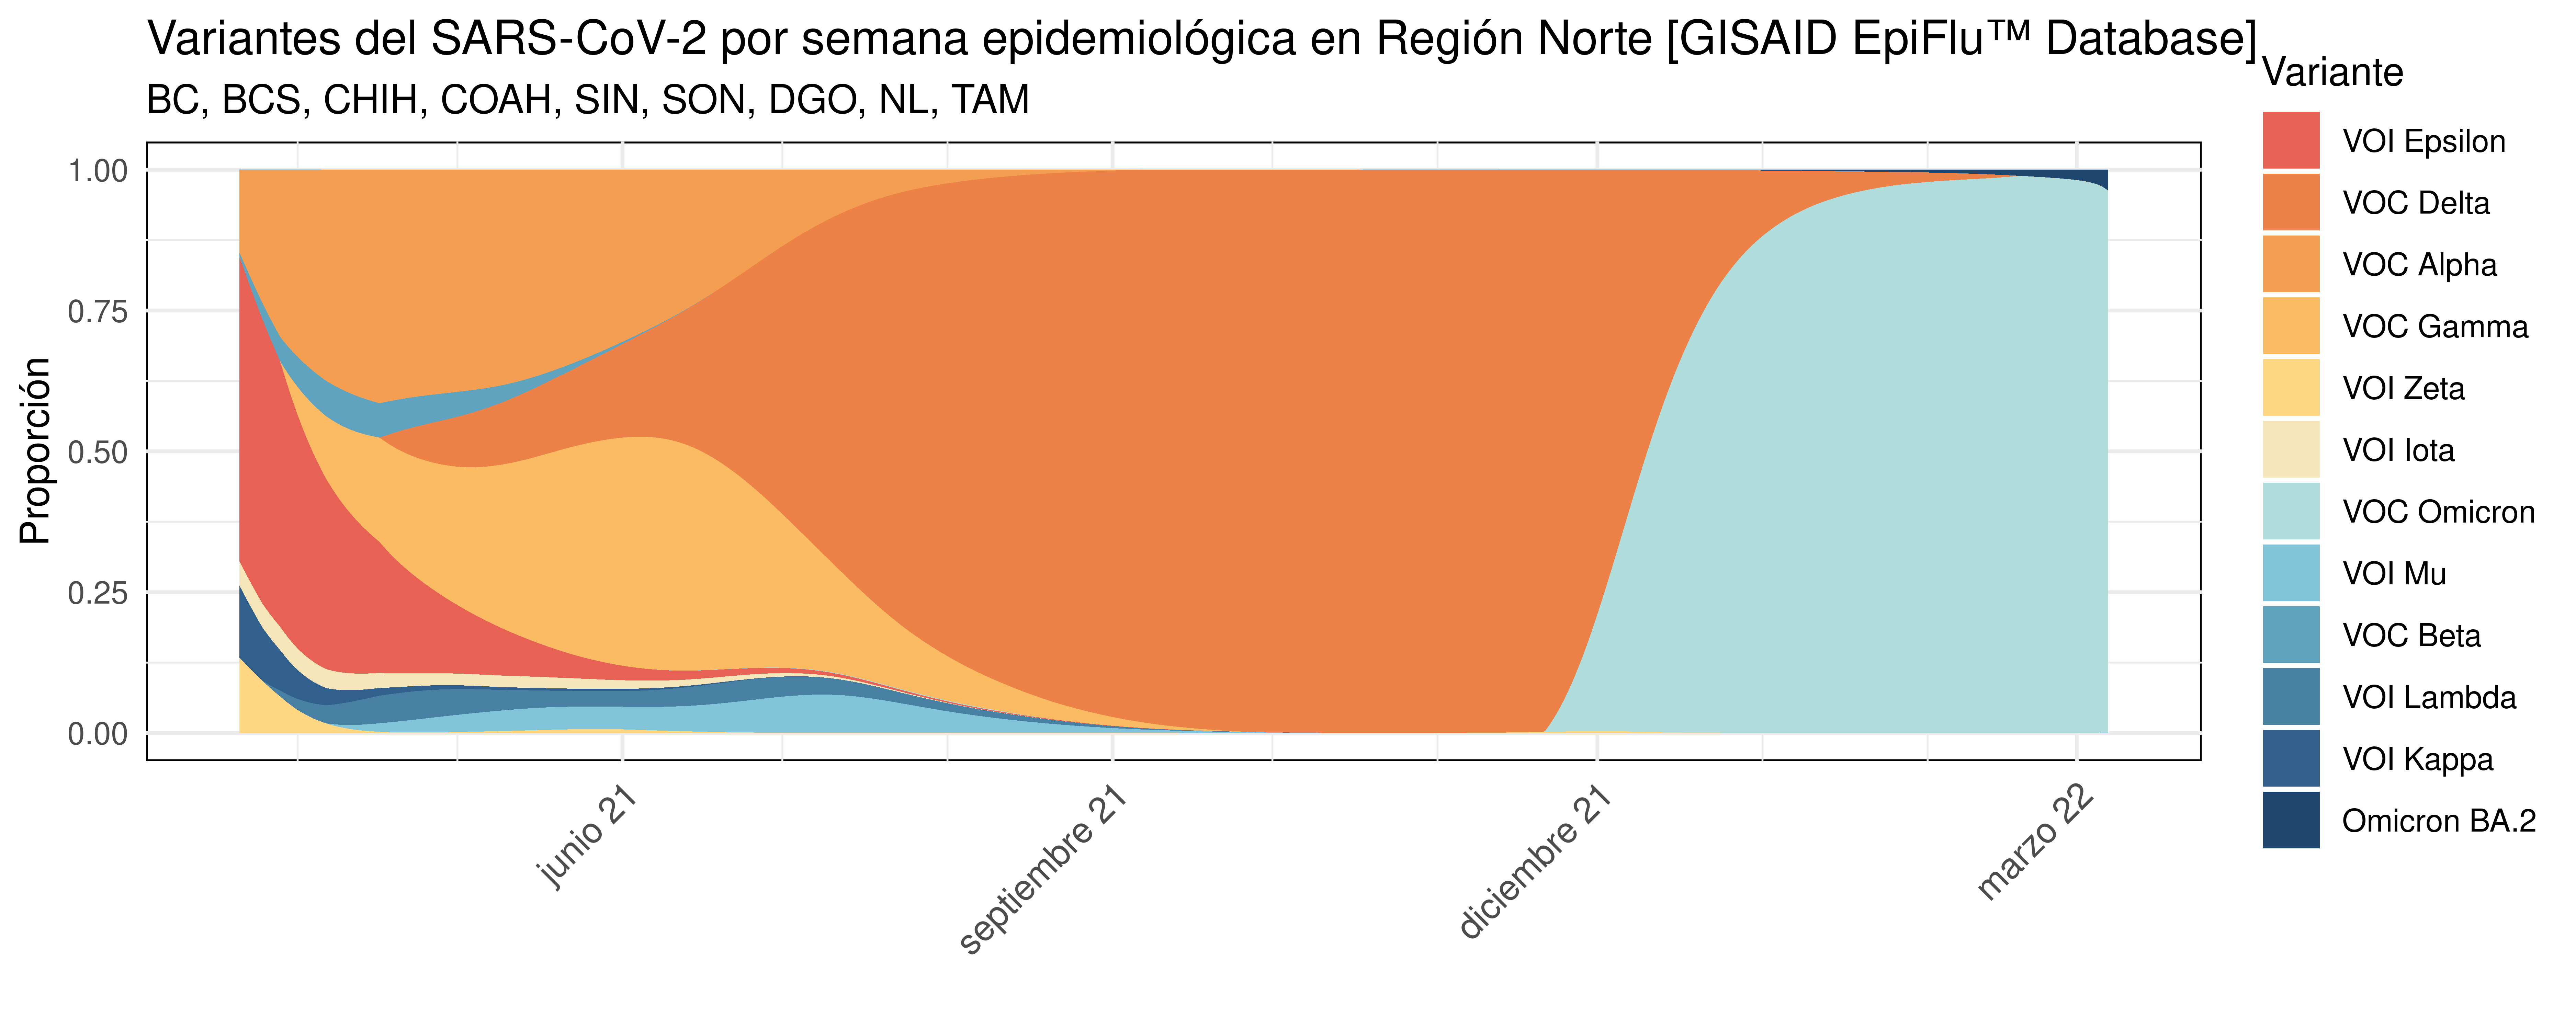 Variantes del SARS-CoV-2 por semana epidemiológica en Región Norte [GISAID EpiFlu™ Database]
BC, BCS, CHIH, COAH, SIN, SON, DGO, NL, TAM
Proporción
1.00
0.75
0.50
0.25
0.00
junio 21
septiembre 21
diciembre 21
marzo 22
Variante
VOI Epsilon
VOC Delta
VOC Alpha
VOC Gamma
VOI Zeta
VOI Iota
VOC Omicron
VOI Mu
VOC Beta
VOI Lambda
VOI Kappa
Omicron BA.2